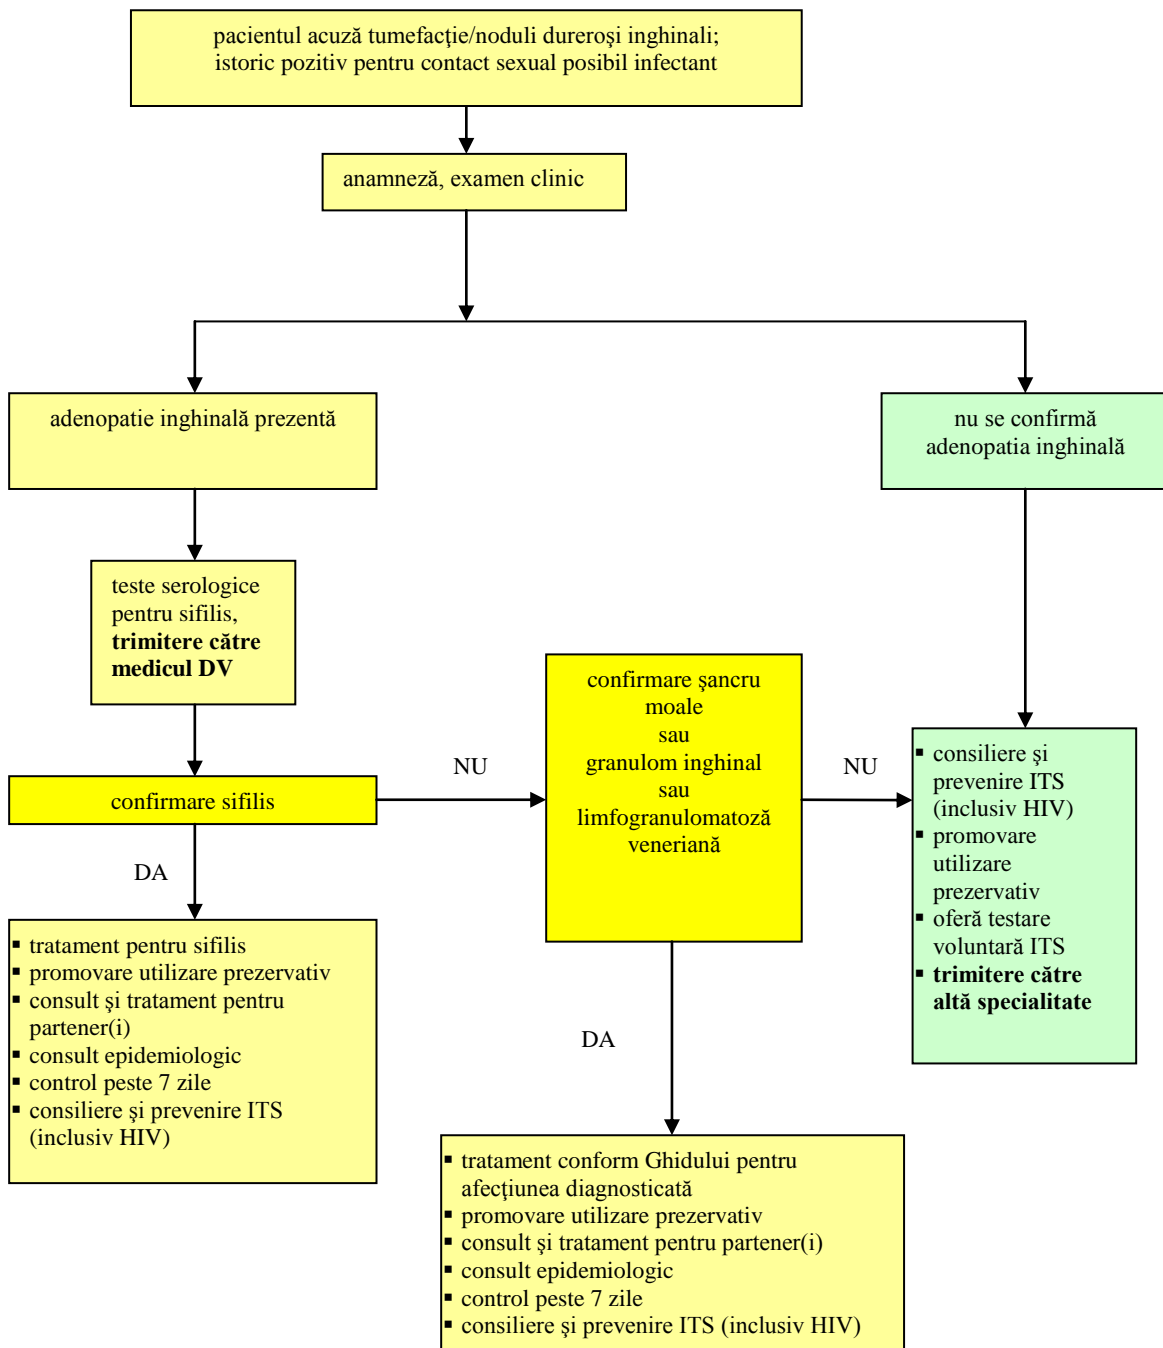 pacientul acuză tumefacţie/noduli dureroşi inghinali;
istoric pozitiv pentru contact sexual posibil infectant
anamneză, examen clinic
adenopatie inghinală prezentă
nu se confirmă
adenopatia inghinală
teste serologice
pentru sifilis,
trimitere către
medicul DV
confirmare şancru
moale
sau
granulom inghinal
sau
limfogranulomatoză
veneriană
confirmare sifilis
NU
NU
▪ consiliere şi
prevenire ITS
(inclusiv HIV)
▪ promovare
utilizare
prezervativ
▪ oferă testare
voluntară ITS
▪ trimitere către
altă specialitate
DA
▪ tratament pentru sifilis
▪ promovare utilizare prezervativ
▪ consult şi tratament pentru
partener(i)
▪ consult epidemiologic
▪ control peste 7 zile
▪ consiliere şi prevenire ITS
(inclusiv HIV)
DA
▪ tratament conform Ghidului pentru
afecţiunea diagnosticată
▪ promovare utilizare prezervativ
▪ consult şi tratament pentru partener(i)
▪ consult epidemiologic
▪ control peste 7 zile
▪ consiliere şi prevenire ITS (inclusiv HIV)